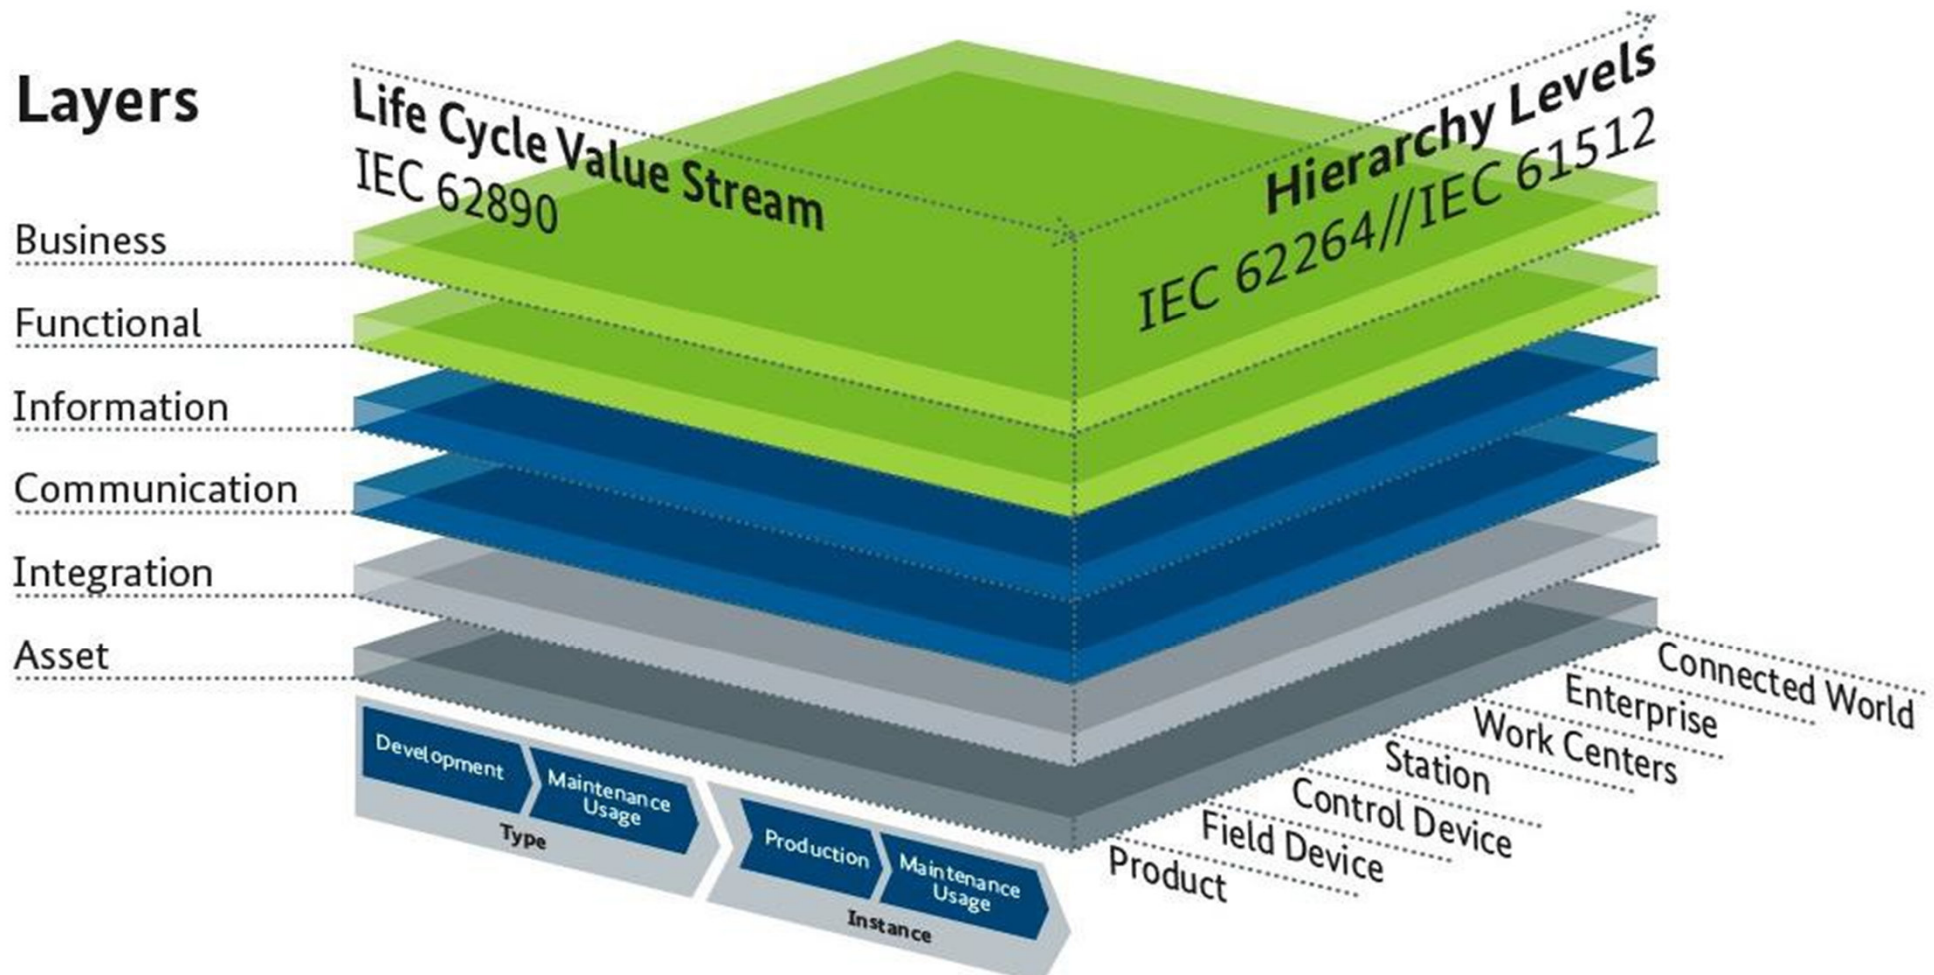 Layers
Life Cycle Value Stream
IEC 62890
Hierarchy Levels
IEC 62264//IEC 61512
Business
Functional
Information
Communication
Integration
Asset
Development
Maintenance
Usage
Type
Production
Maintenance
Usage
Instance
Connected World
Enterprise
Work Centers
Station
Control Device
Field Device
Product